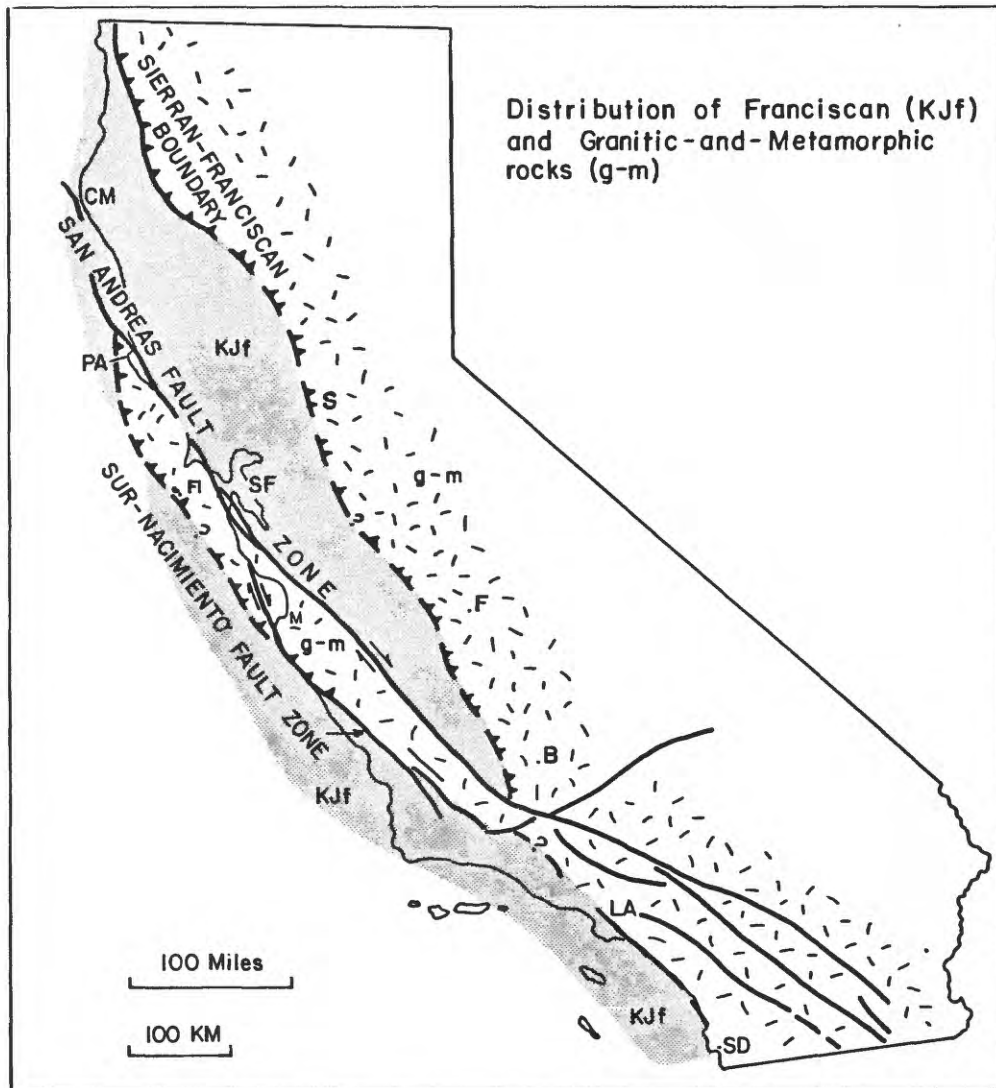 Distribution of Franciscan (KJf)
and Granitic-and-Metamorphic
rocks (g-m)
SIERRAN-FRANCISCAN
BOUNDARY
CM
SAN ANDREAS FAULT ZONE
KJf
PA
S
g-m
FI
SF
?
?
SUR-NACIMIENTO FAULT ZONE
.F
M
g-m
.B
KJf
?
LA
100 Miles
100 KM
KJf
.SD